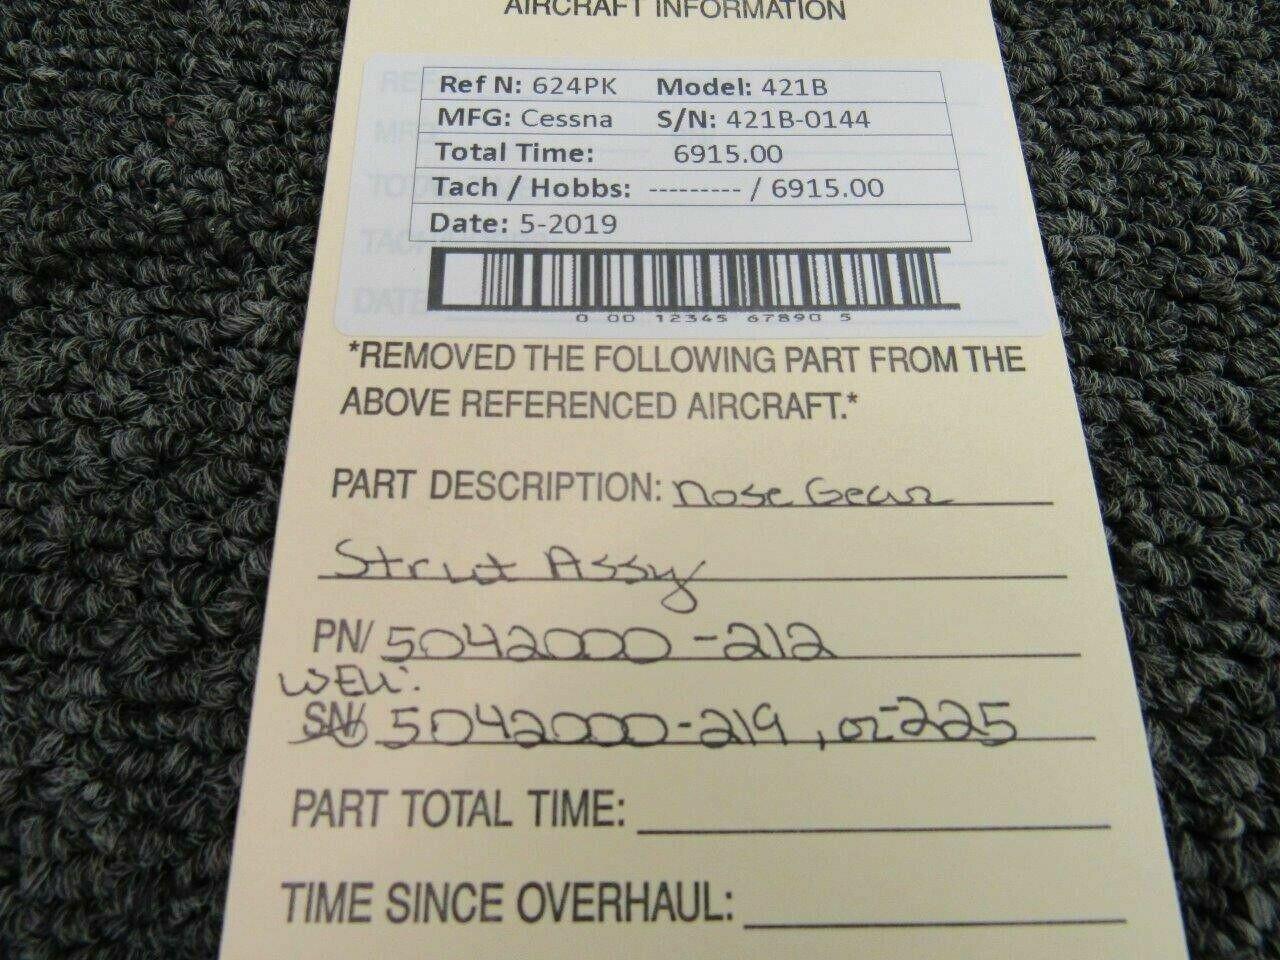 AIRCRAFT INFORMATION
Ref N: 624PK Model: 421B
MFG: Cessna S/N: 421B-0144
Total Time: 6915.00
Tach / Hobbs: --------- / 6915.00
Date: 5-2019
0 00 12345 67890 5
*REMOVED THE FOLLOWING PART FROM THE
ABOVE REFERENCED AIRCRAFT.*
PART DESCRIPTION: Nose Gear
Strut Assy
PN/ 5042000-212
SN/ 5042000-219, or -225
PART TOTAL TIME:
TIME SINCE OVERHAUL: